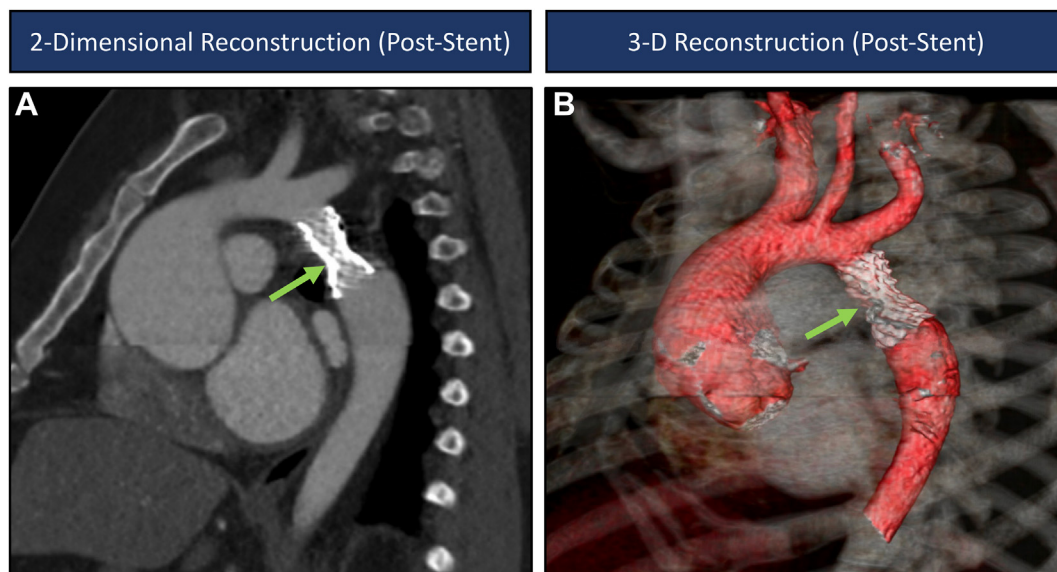 2-Dimensional Reconstruction (Post-Stent)
3-D Reconstruction (Post-Stent)
A
B